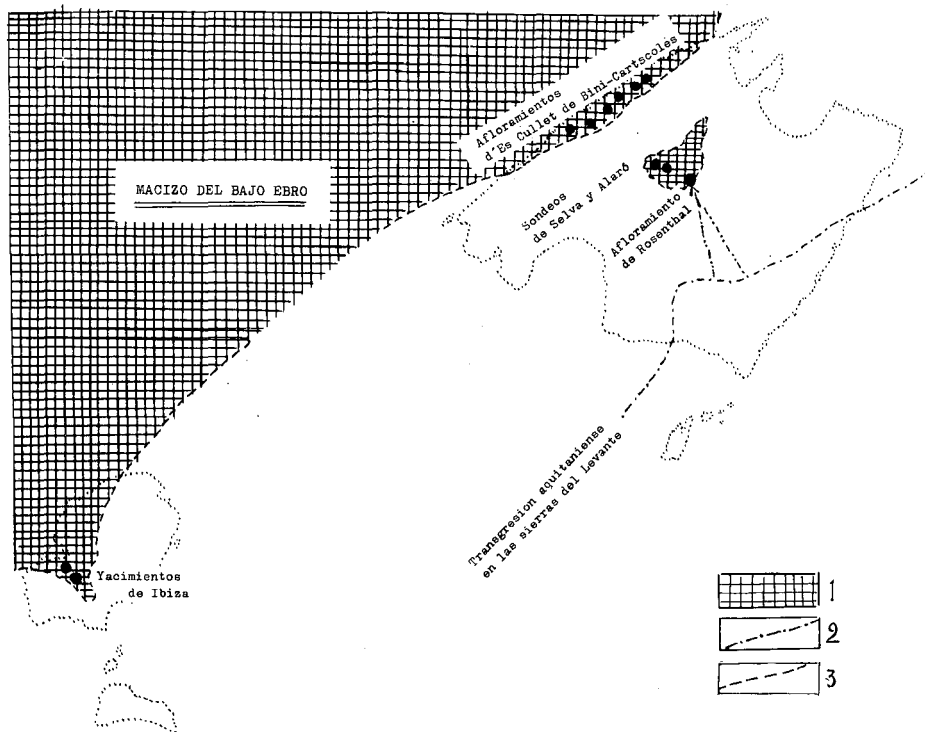 Afloramientos
d'Es Cullet de Bini-Cartscoles
MACIZO DEL BAJO EBRO
Sondeos
de Selva y Alaró
Afloramiento
de Rosenthal
Transgresion aquitaniense
en las sierras del Levante
Yacimientos
de Ibiza
1
2
3